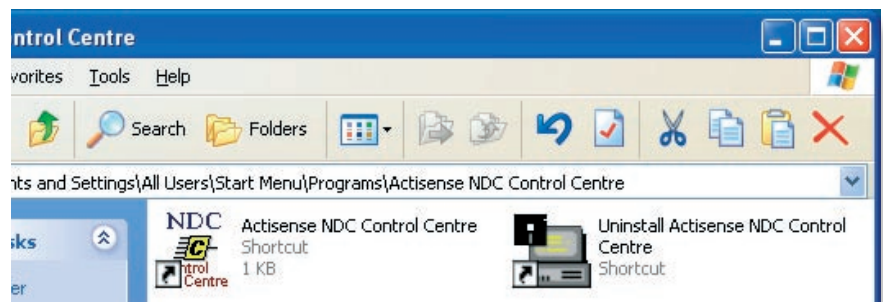 ntrol Centre
vorites Tools Help
Search Folders
nts and Settings\All Users\Start Menu\Programs\Actisense NDC Control Centre
sks
er
NDC
C
ntrol
Centre
Actisense NDC Control Centre
Shortcut
1 KB
Uninstall Actisense NDC Control
Centre
Shortcut